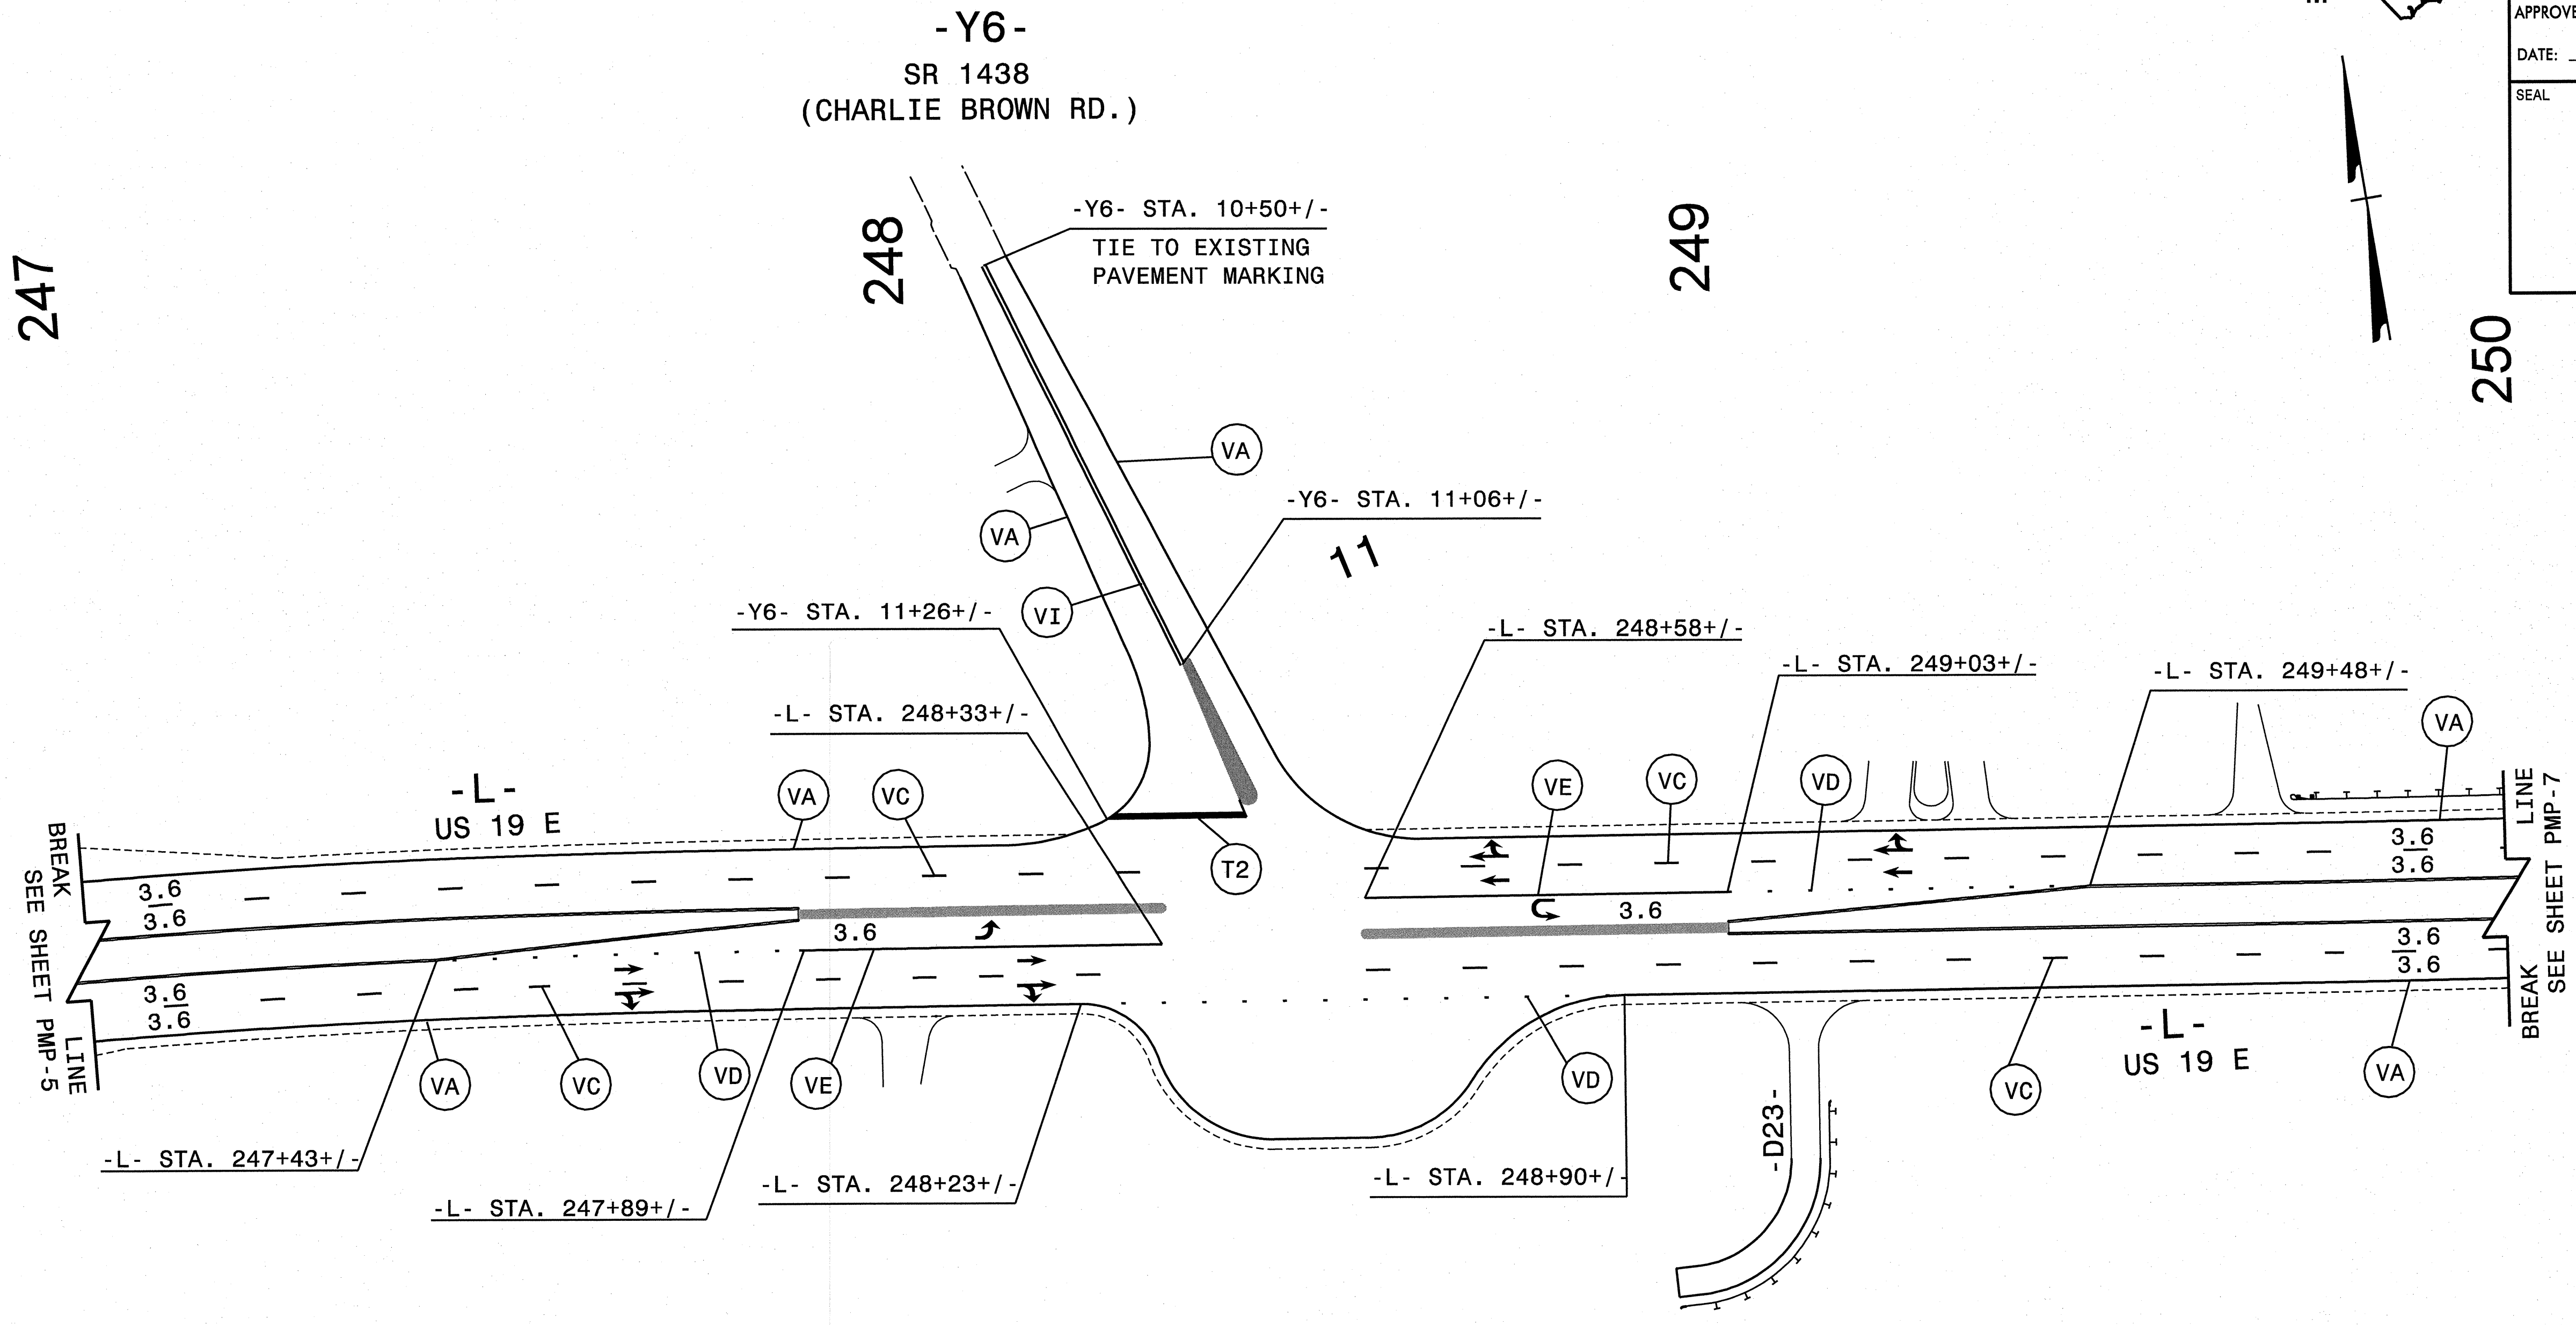 -Y6-
SR 1438
(CHARLIE BROWN RD.)
APPROVE
DATE:
SEAL
247
248
249
250
-Y6- STA. 10+50+/-
TIE TO EXISTING
PAVEMENT MARKING
VA
-Y6- STA. 11+06+/-
VA
11
VI
-Y6- STA. 11+26+/-
-L- STA. 248+58+/-
-L- STA. 249+03+/-
-L- STA. 249+48+/-
-L- STA. 248+33+/-
VA
-L-
US 19 E
VA
VC
VE
VC
VD
T2
BREAK
LINE
SEE SHEET PMP-5
LINE
BREAK
SEE SHEET PMP-7
3.6
3.6
3.6
3.6
3.6
3.6
3.6
3.6
3.6
3.6
VA
VC
VD
VE
VD
VC
VA
-L-
US 19 E
-D23-
-L- STA. 247+43+/-
-L- STA. 247+89+/-
-L- STA. 248+23+/-
-L- STA. 248+90+/-